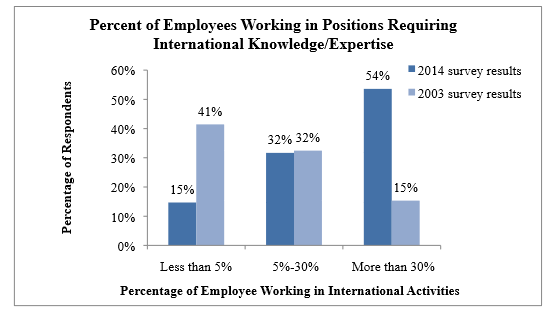 Percent of Employees Working in Positions Requiring
International Knowledge/Expertise
60%
50%
40%
30%
20%
10%
0%
Percentage of Respondents
15%
41%
32%
32%
54%
15%
2014 survey results
2003 survey results
Less than 5%
5%-30%
More than 30%
Percentage of Employee Working in International Activities